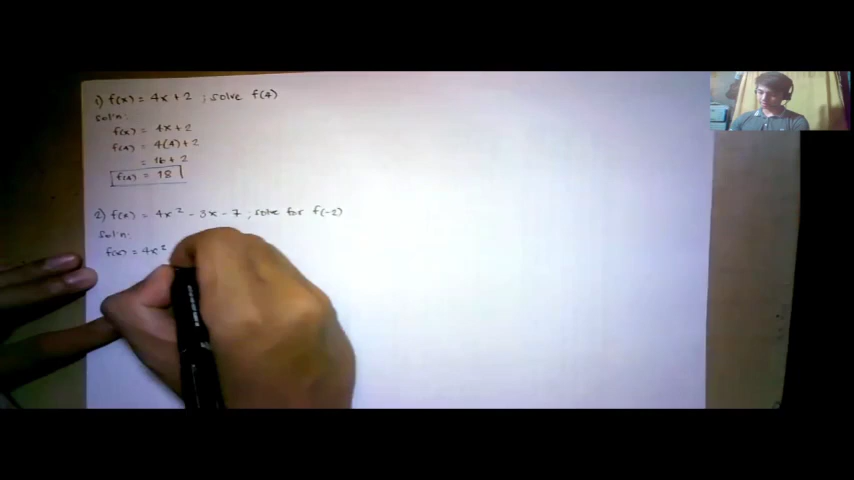 1) f(x) = 4x + 2 ; solve f(4)
sol'n:
f(x) = 4x + 2
f(4) = 4(4) + 2
= 16 + 2
f(4) = 18
2) f(x) = 4x² - 3x - 7 ; solve for f(-2)
sol'n:
f(x) = 4x²